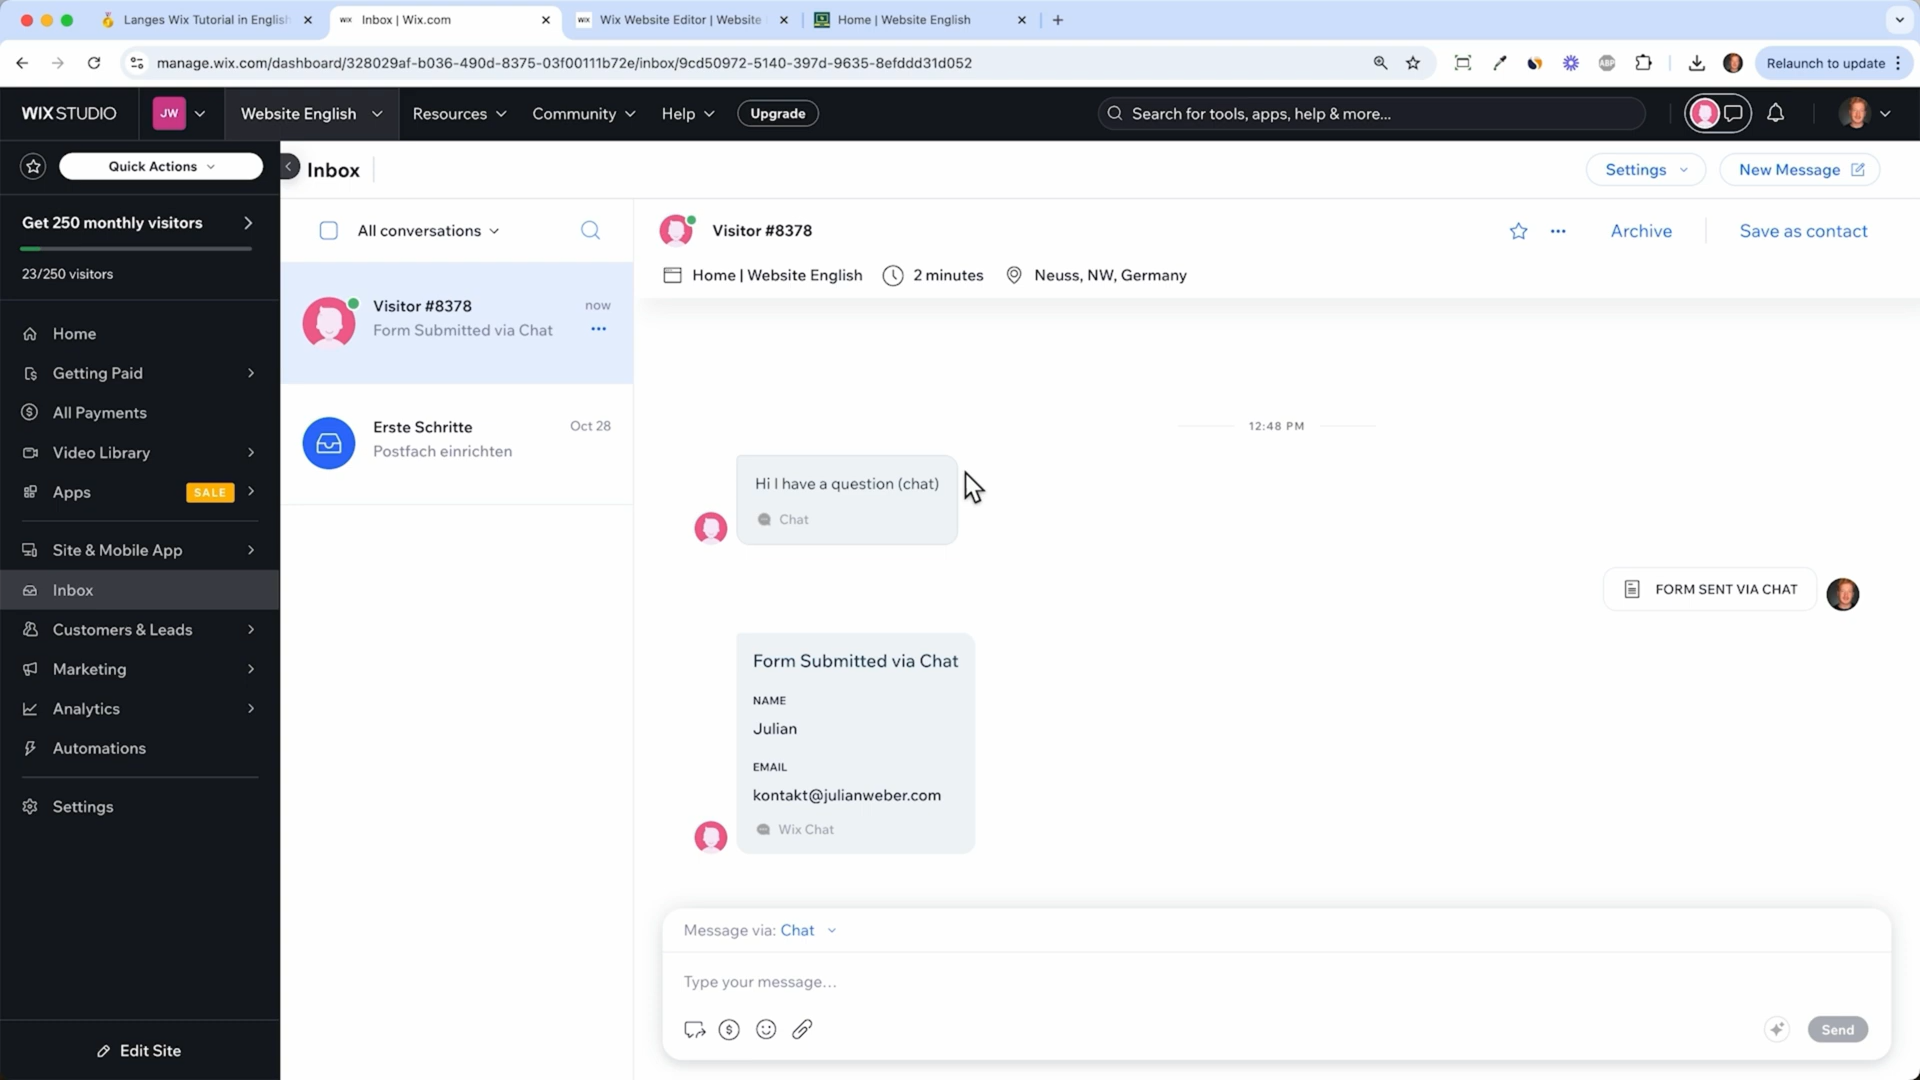 Langes Wix Tutorial in English
Inbox | Wix.com
Wix Website Editor | Website
Home | Website English
manage.wix.com/dashboard/328029af-b036-490d-8375-03f00111b72e/inbox/9cd50972-5140-397d-9635-8efddd31d052
ABP
Relaunch to update
WIX STUDIO
JW
Website English
Resources
Community
Help
Upgrade
Search for tools, apps, help & more...
Quick Actions
Inbox
Settings
New Message
Get 250 monthly visitors
23/250 visitors
All conversations
Visitor #8378
Archive
Save as contact
Home | Website English
2 minutes
Neuss, NW, Germany
Visitor #8378
now
Form Submitted via Chat
Erste Schritte
Oct 28
Postfach einrichten
Home
Getting Paid
All Payments
Video Library
Apps
SALE
Site & Mobile App
Inbox
Customers & Leads
Marketing
Analytics
Automations
Settings
Edit Site
12:48 PM
Hi I have a question (chat)
Chat
FORM SENT VIA CHAT
Form Submitted via Chat
NAME
Julian
EMAIL
kontakt@julianweber.com
Wix Chat
Message via: Chat
Type your message...
Send